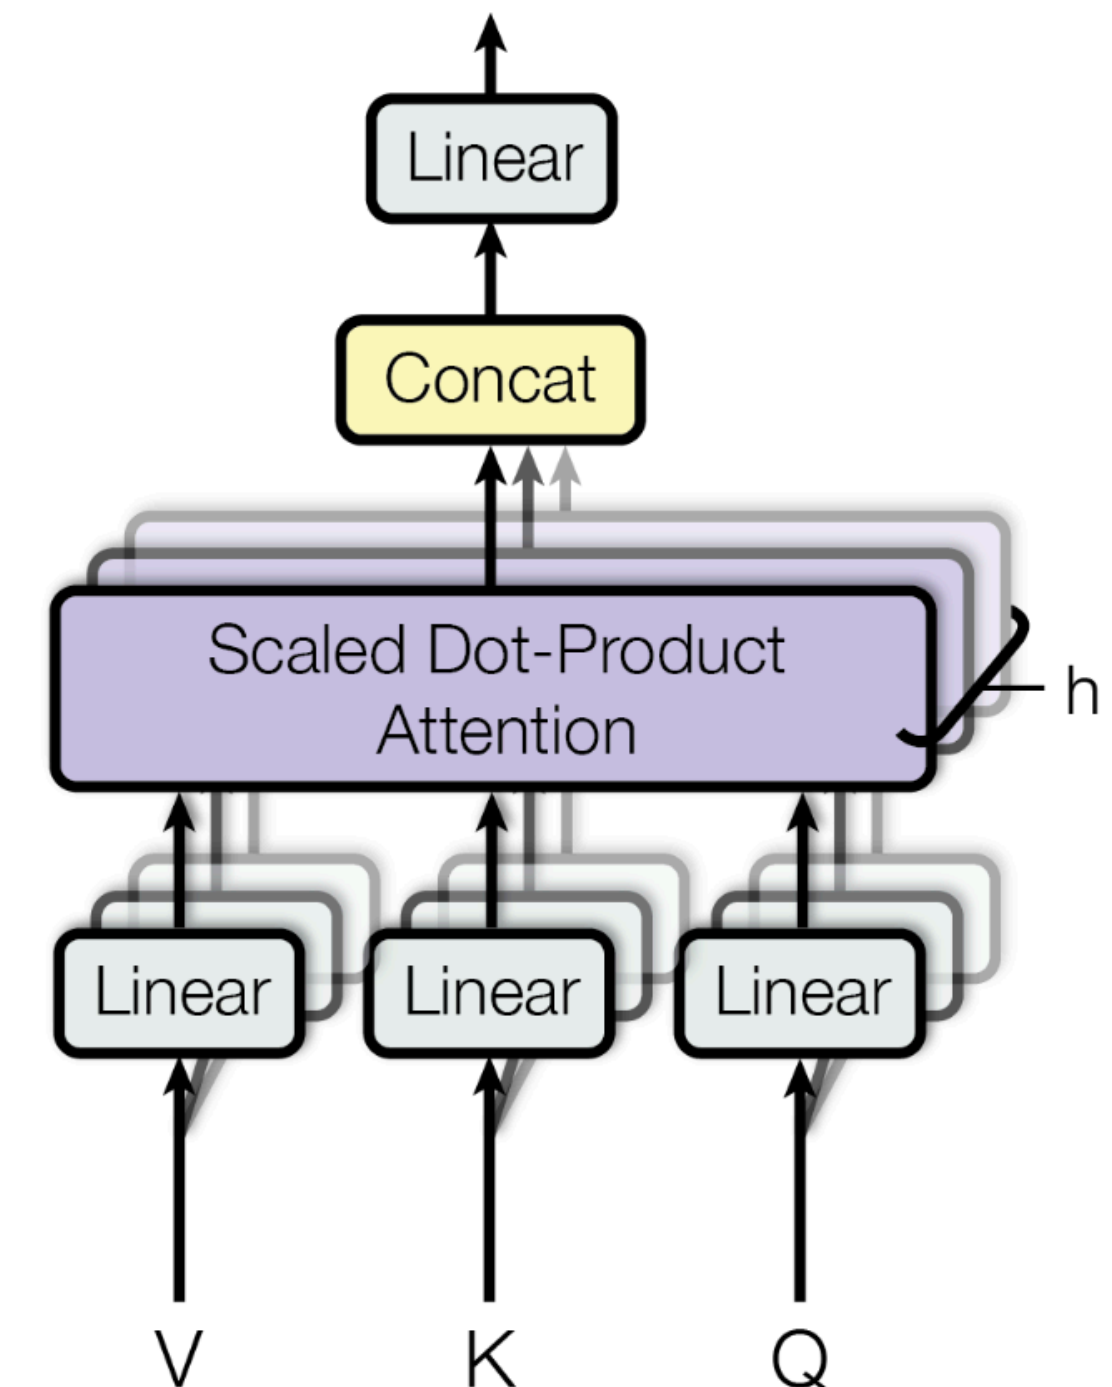 Linear
Concat
Scaled Dot-Product
Attention
h
Linear
Linear
Linear
V
K
Q